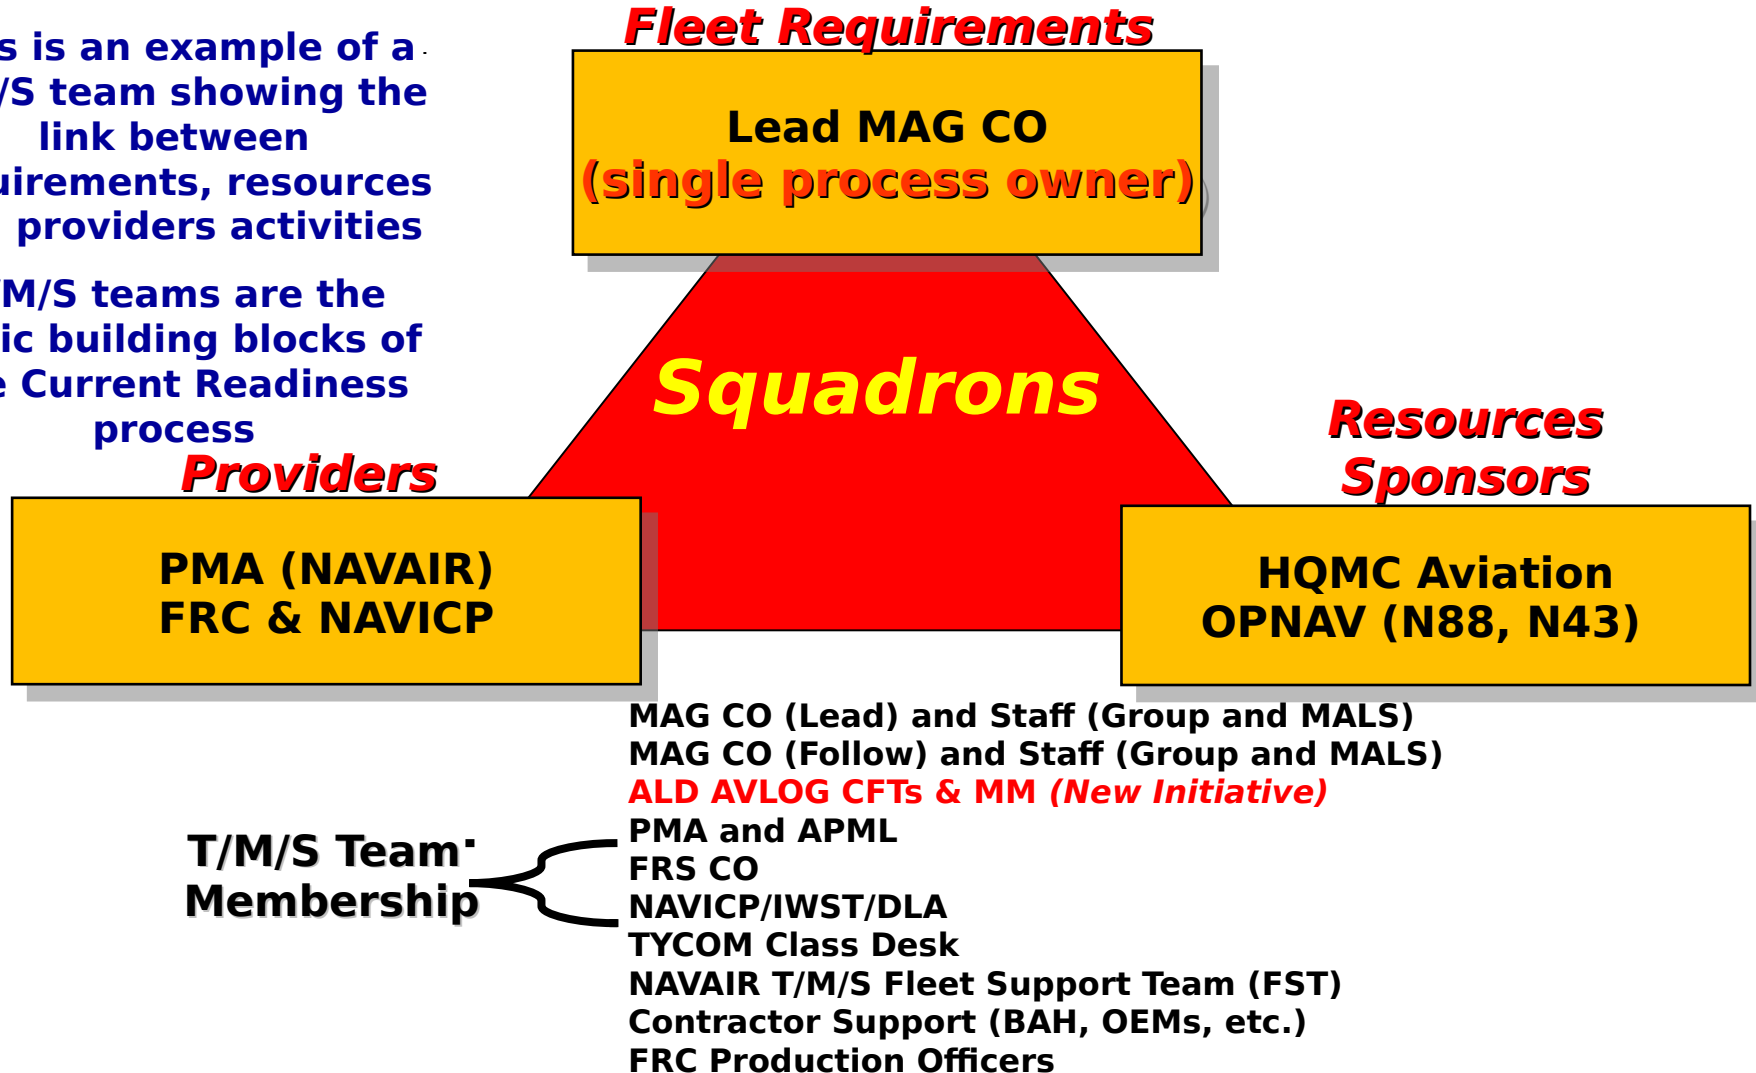 Fleet Requirements
s is an example of a
/S team showing the
link between
uirements, resources
providers activities
Lead MAG CO
(single process owner)
M/S teams are the
ic building blocks of
e Current Readiness
process
Squadrons
Providers
Resources
Sponsors
PMA (NAVAIR)
FRC & NAVICP
HQMC Aviation
OPNAV (N88, N43)
T/M/S Team
Membership
MAG CO (Lead) and Staff (Group and MALS)
MAG CO (Follow) and Staff (Group and MALS)
ALD AVLOG CFTs & MM (New Initiative)
PMA and APML
FRS CO
NAVICP/IWST/DLA
TYCOM Class Desk
NAVAIR T/M/S Fleet Support Team (FST)
Contractor Support (BAH, OEMs, etc.)
FRC Production Officers